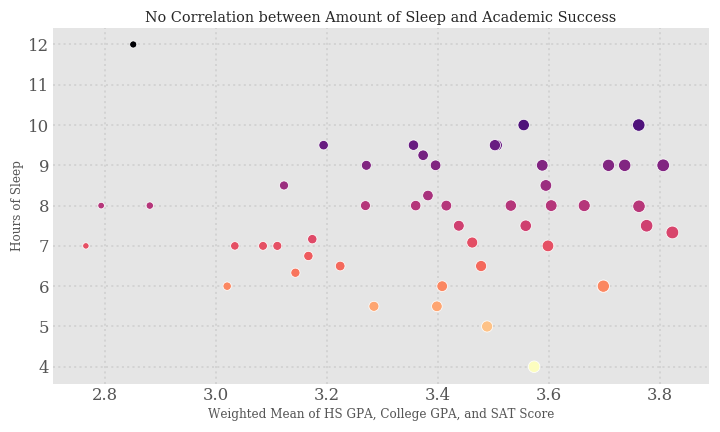 No Correlation between Amount of Sleep and Academic Success
12
11
10
9
8
7
6
5
4
Hours of Sleep
2.8 3.0 3.2 3.4 3.6 3.8
Weighted Mean of HS GPA, College GPA, and SAT Score